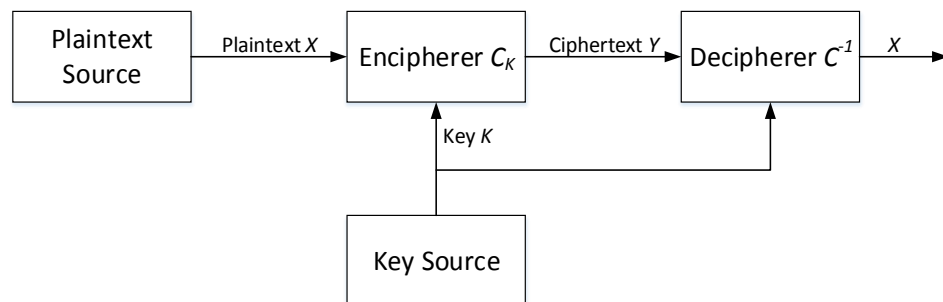 Plaintext
Source
Plaintext X
Encipherer C_K
Ciphertext Y
Decipherer C^-1
X
Key K
Key Source